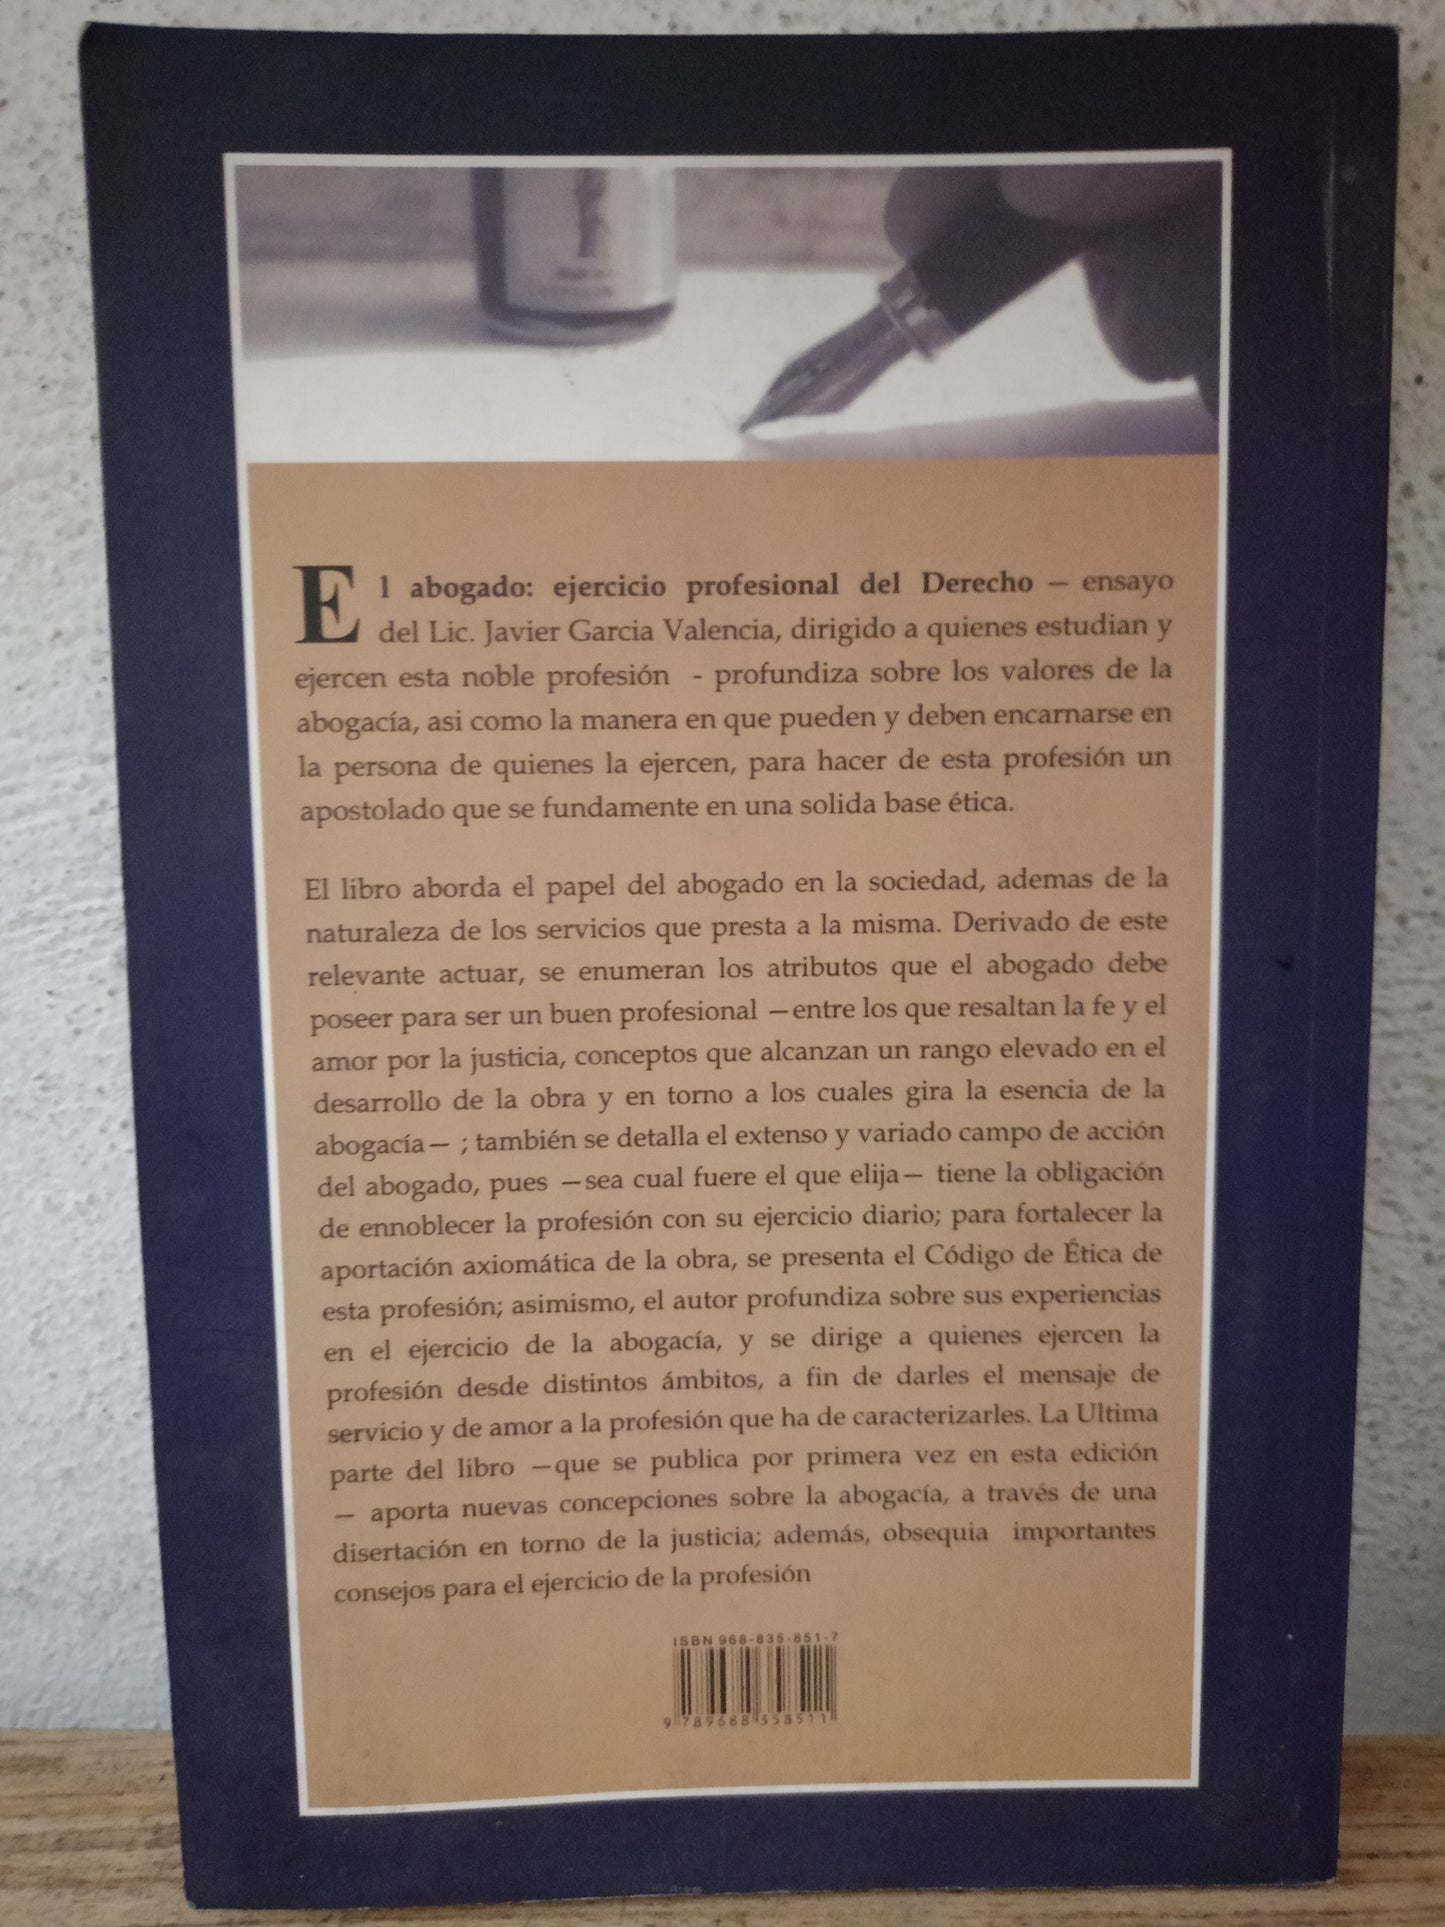 El abogado: ejercicio profesional del Derecho — ensayo
del Lic. Javier Garcia Valencia, dirigido a quienes estudian y
ejercen esta noble profesión - profundiza sobre los valores de la
abogacía, asi como la manera en que pueden y deben encarnarse en
la persona de quienes la ejercen, para hacer de esta profesión un
apostolado que se fundamente en una solida base ética.
El libro aborda el papel del abogado en la sociedad, ademas de la
naturaleza de los servicios que presta a la misma. Derivado de este
relevante actuar, se enumeran los atributos que el abogado debe
poseer para ser un buen profesional —entre los que resaltan la fe y el
amor por la justicia, conceptos que alcanzan un rango elevado en el
desarrollo de la obra y en torno a los cuales gira la esencia de la
abogacía— ; también se detalla el extenso y variado campo de acción
del abogado, pues —sea cual fuere el que elija— tiene la obligación
de ennoblecer la profesión con su ejercicio diario; para fortalecer la
aportación axiomática de la obra, se presenta el Código de Ética de
esta profesión; asimismo, el autor profundiza sobre sus experiencias
en el ejercicio de la abogacía, y se dirige a quienes ejercen la
profesión desde distintos ámbitos, a fin de darles el mensaje de
servicio y de amor a la profesión que ha de caracterizarles. La Ultima
parte del libro —que se publica por primera vez en esta edición
— aporta nuevas concepciones sobre la abogacía, a través de una
disertación en torno de la justicia; además, obsequia importantes
consejos para el ejercicio de la profesión
ISBN 968-835-851-7
9 789688 358511